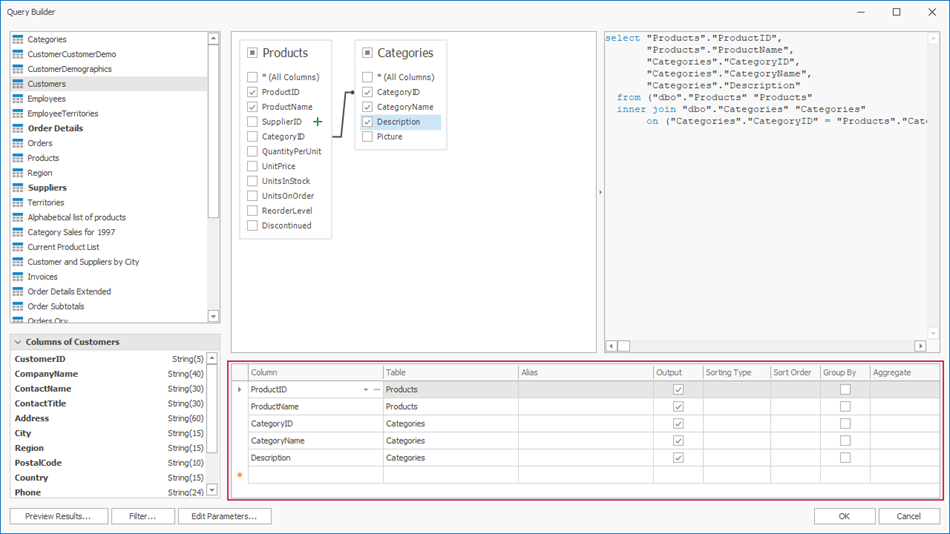 Query Builder
Categories
CustomerCustomerDemo
CustomerDemographics
Customers
Employees
EmployeeTerritories
Order Details
Orders
Products
Region
Suppliers
Territories
Alphabetical list of products
Category Sales for 1997
Current Product List
Customer and Suppliers by City
Invoices
Order Details Extended
Order Subtotals
Orders Qry
Columns of Customers
CustomerID String(5)
CompanyName String(40)
ContactName String(30)
ContactTitle String(30)
Address String(60)
City String(15)
Region String(15)
PostalCode String(10)
Country String(15)
Phone String(24)
Products
* (All Columns)
ProductID
ProductName
SupplierID
CategoryID
QuantityPerUnit
UnitPrice
UnitsInStock
UnitsOnOrder
ReorderLevel
Discontinued
Categories
* (All Columns)
CategoryID
CategoryName
Description
Picture
select "Products"."ProductID",
"Products"."ProductName",
"Categories"."CategoryID",
"Categories"."CategoryName",
"Categories"."Description"
from ("dbo"."Products" "Products"
inner join "dbo"."Categories" "Categories"
on ("Categories"."CategoryID" = "Products"."Cate
Column Table Alias Output Sorting Type Sort Order Group By Aggregate
ProductID Products
ProductName Products
CategoryID Categories
CategoryName Categories
Description Categories
Preview Results... Filter... Edit Parameters... OK Cancel